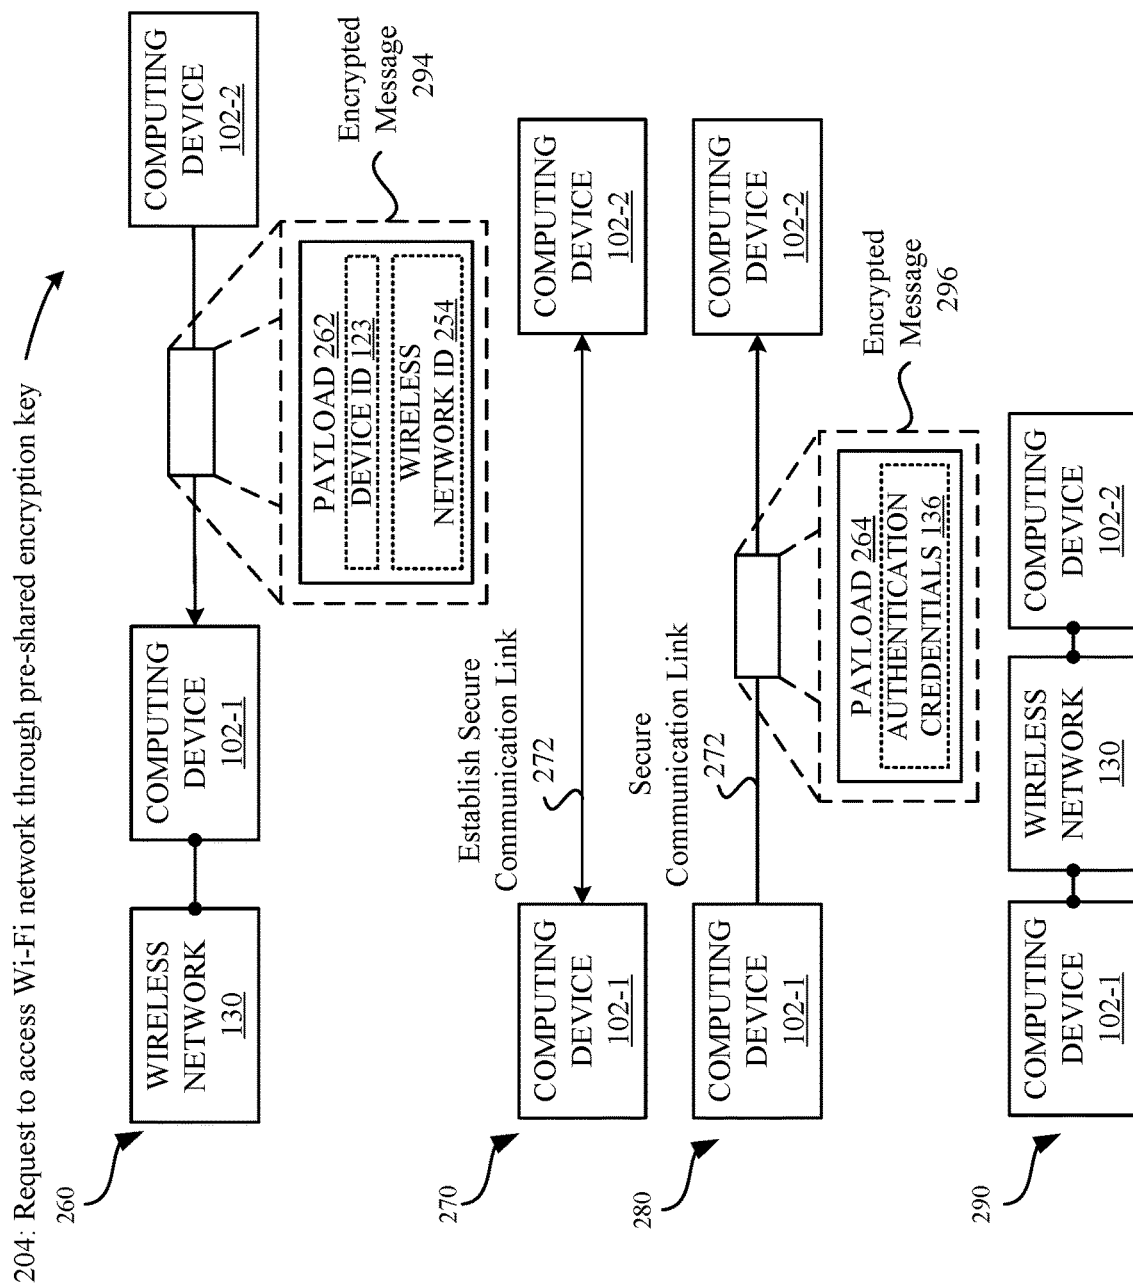 204: Request to access Wi-Fi network through pre-shared encryption key
260
WIRELESS
NETWORK
130
COMPUTING
DEVICE
102-1
COMPUTING
DEVICE
102-2
PAYLOAD 262
DEVICE ID 123
WIRELESS
NETWORK ID 254
Encrypted
Message
294
270
COMPUTING
DEVICE
102-1
Establish Secure
Communication Link
272
COMPUTING
DEVICE
102-2
280
COMPUTING
DEVICE
102-1
Secure
Communication Link
272
COMPUTING
DEVICE
102-2
PAYLOAD 264
AUTHENTICATION
CREDENTIALS 136
Encrypted
Message
296
290
COMPUTING
DEVICE
102-1
WIRELESS
NETWORK
130
COMPUTING
DEVICE
102-2